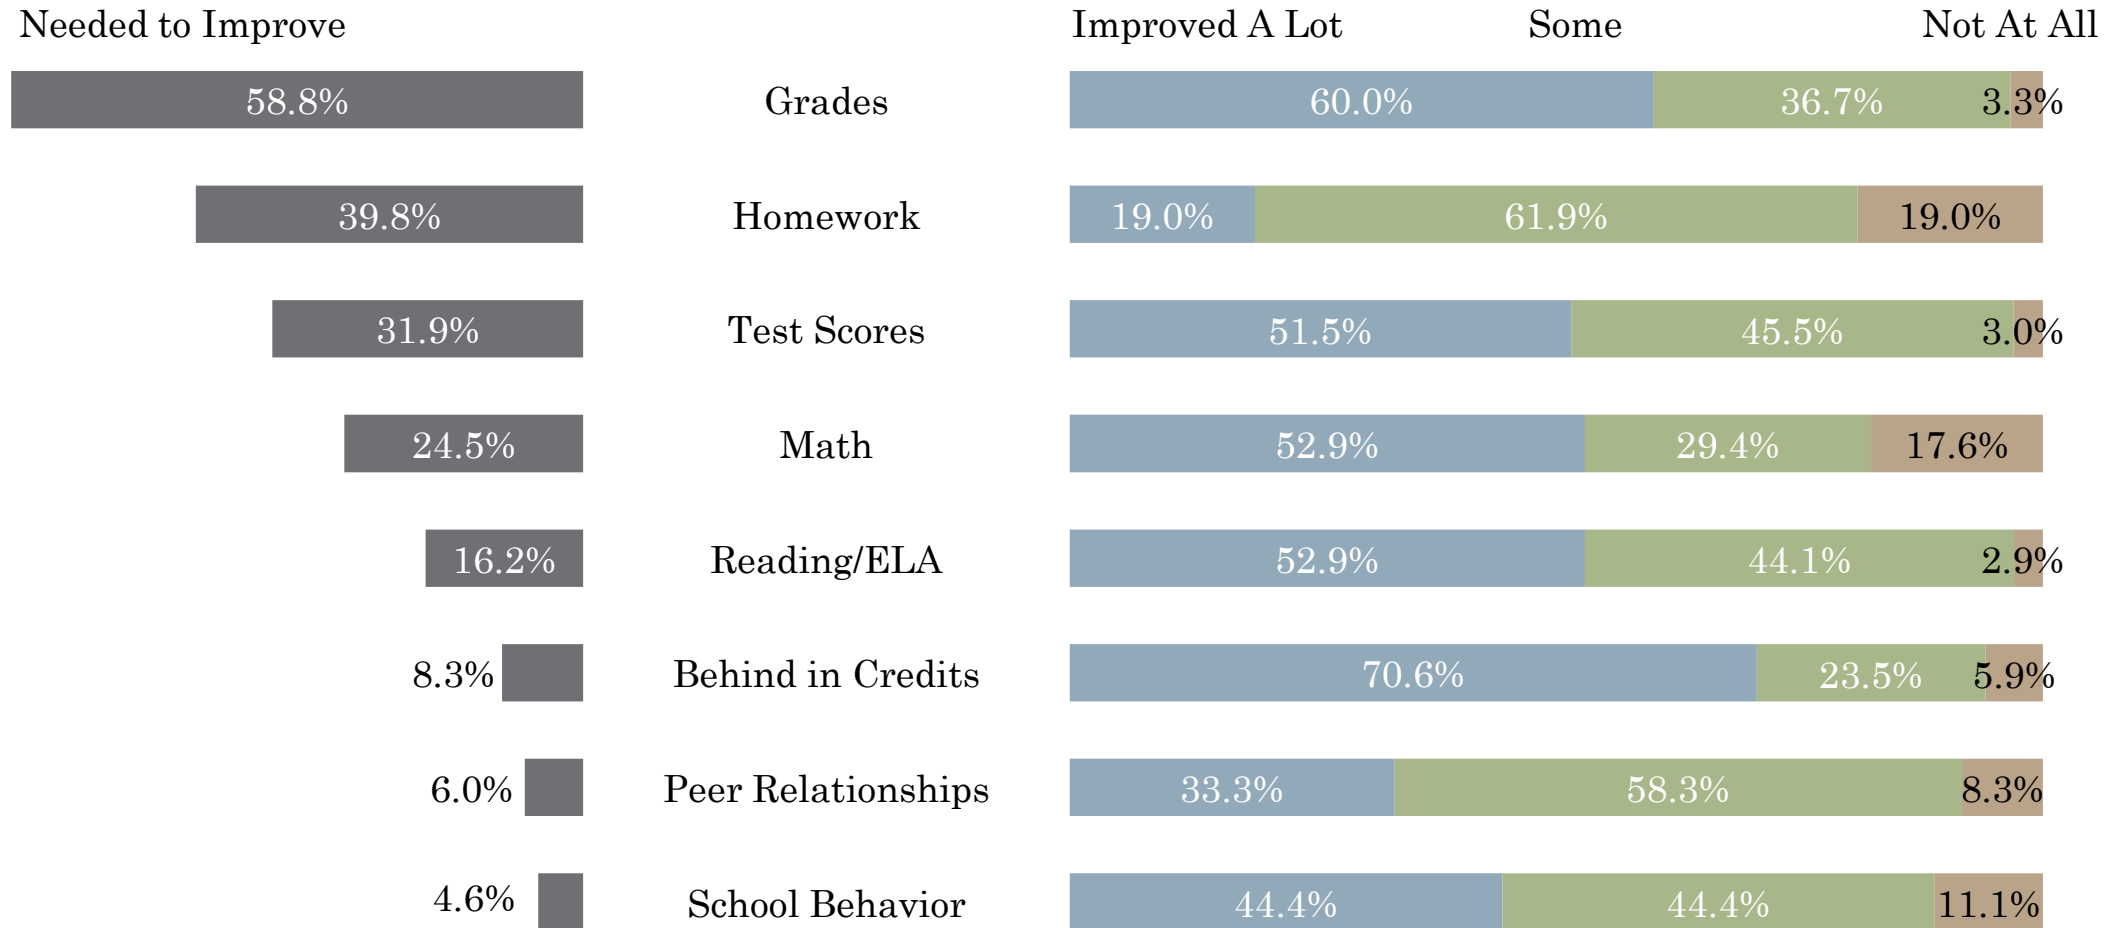 Needed to Improve Improved A Lot Some Not At All
58.8% Grades 60.0% 36.7% 3.3%
39.8% Homework 19.0% 61.9% 19.0%
31.9% Test Scores 51.5% 45.5% 3.0%
24.5% Math 52.9% 29.4% 17.6%
16.2% Reading/ELA 52.9% 44.1% 2.9%
8.3% Behind in Credits 70.6% 23.5% 5.9%
6.0% Peer Relationships 33.3% 58.3% 8.3%
4.6% School Behavior 44.4% 44.4% 11.1%